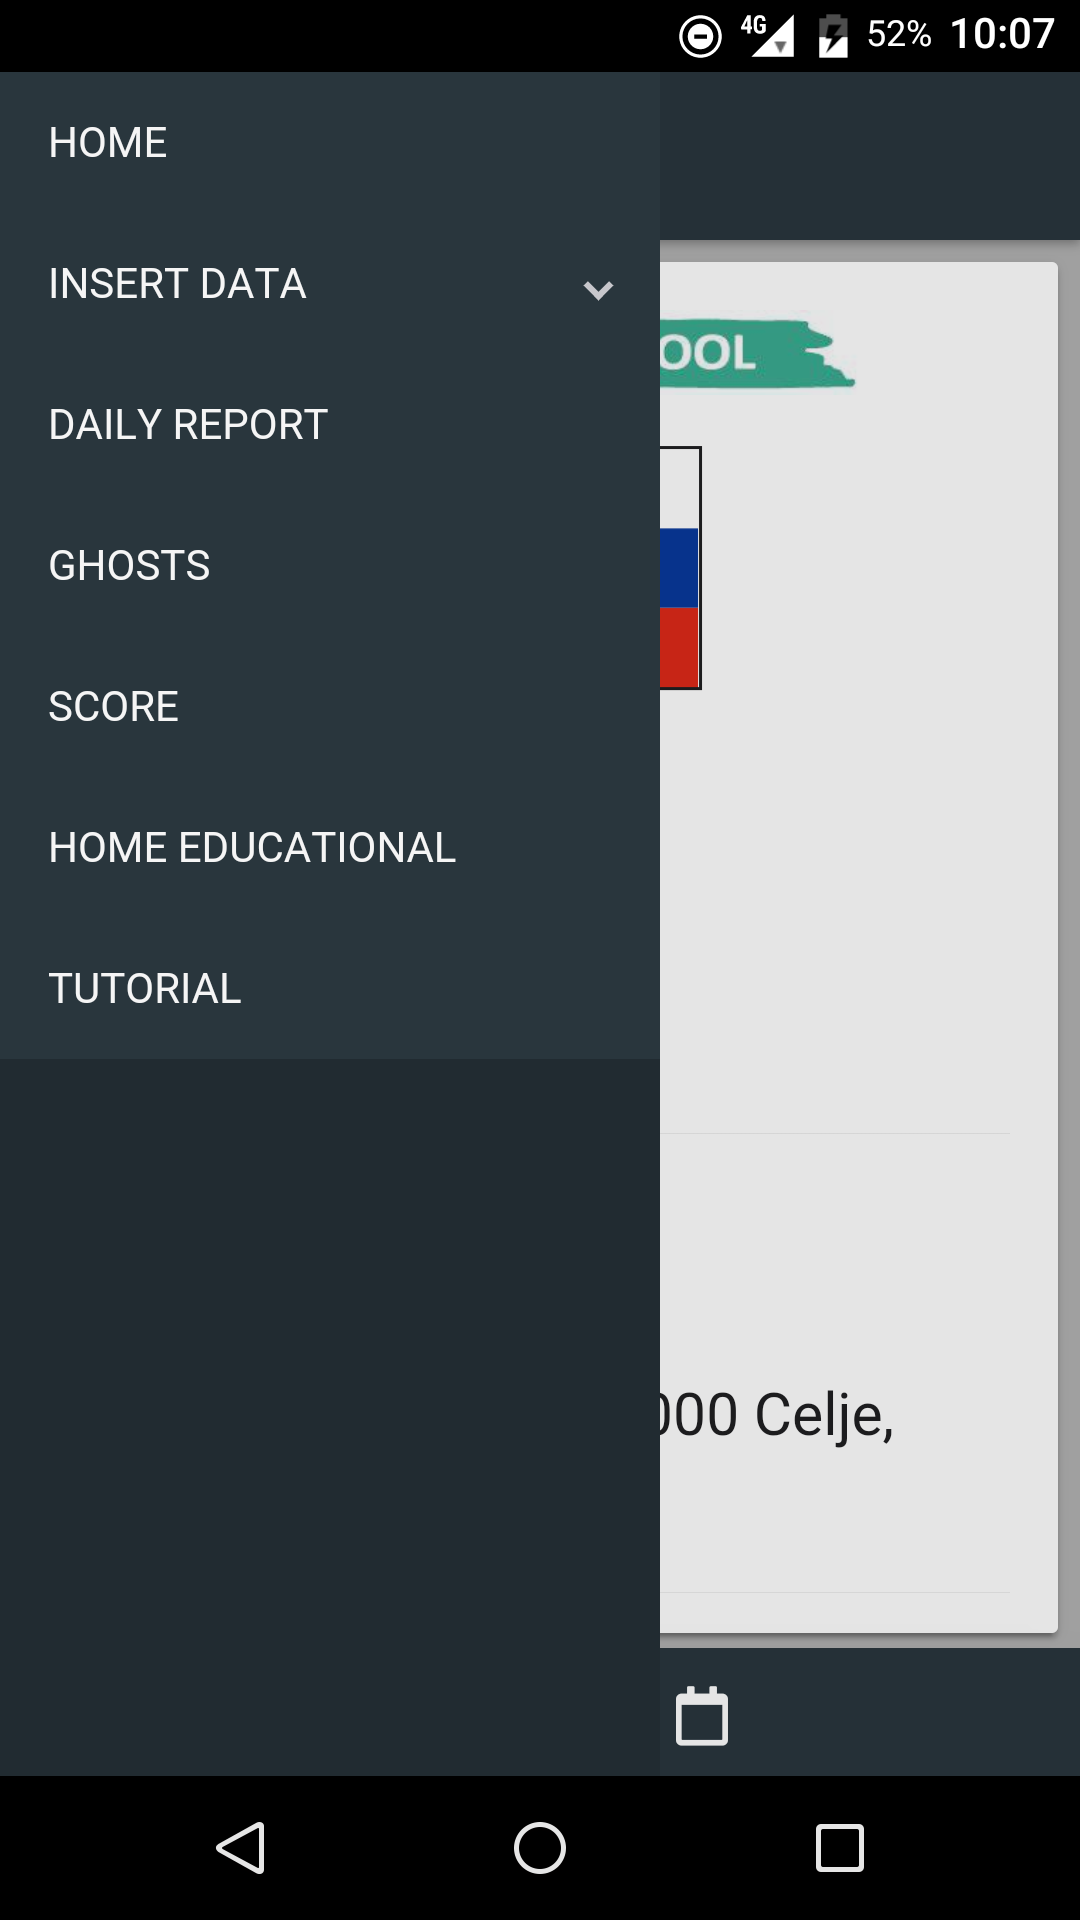 4G 52% 10:07
HOME
INSERT DATA
OOL
DAILY REPORT
GHOSTS
SCORE
HOME EDUCATIONAL
TUTORIAL
000 Celje,